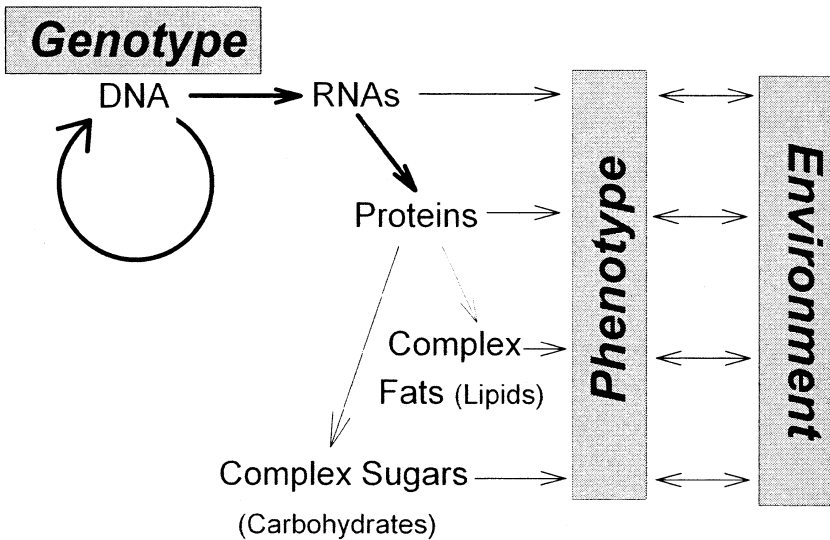 Genotype
DNA
RNAs
Proteins
Complex
Fats (Lipids)
Complex Sugars
(Carbohydrates)
Phenotype
Environment